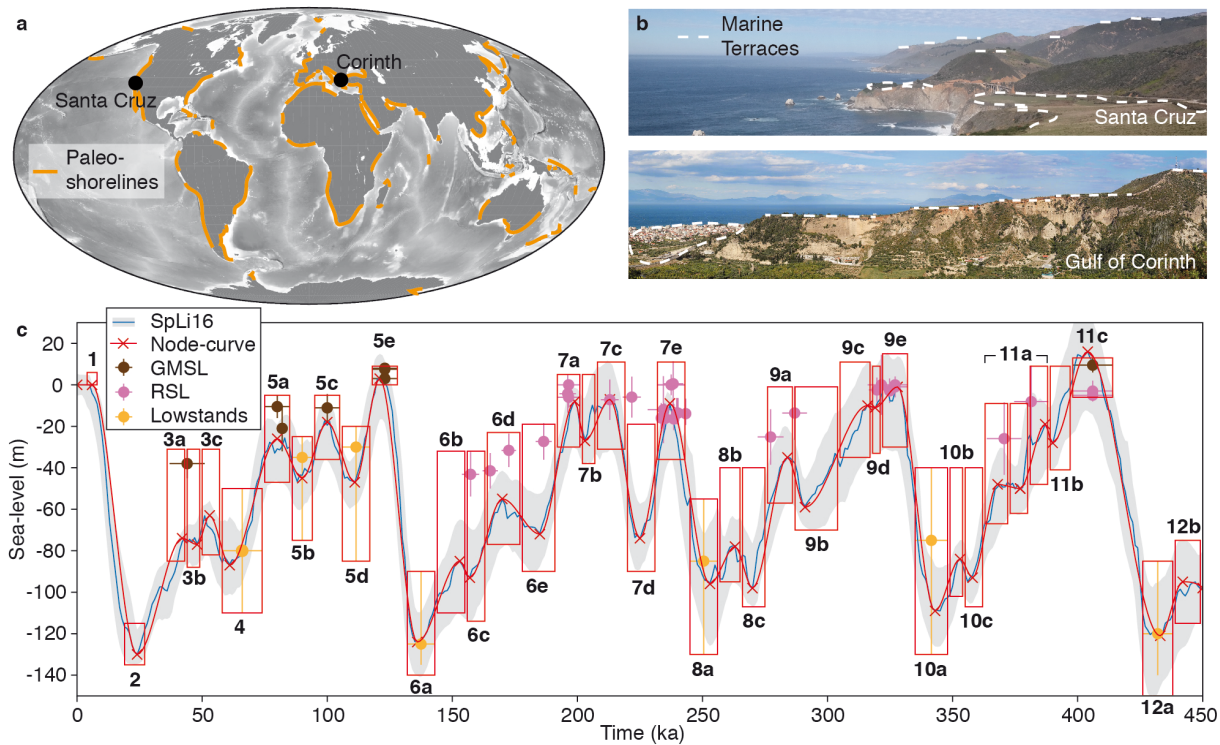 a
Corinth
Santa Cruz
Paleo-
shorelines
b
Marine
Terraces
Santa Cruz
Gulf of Corinth
c
SpLi16
Node-curve
GMSL
RSL
Lowstands
Sea-level (m)
20
0
-20
-40
-60
-80
-100
-120
-140
1
2
3a
3b
3c
4
5a
5b
5c
5d
5e
6a
6b
6c
6d
6e
7a
7b
7c
7d
7e
8a
8b
8c
9a
9b
9c
9d
9e
10a
10b
10c
11a
11b
11c
12a
12b
0
50
100
150
200
250
300
350
400
450
Time (ka)